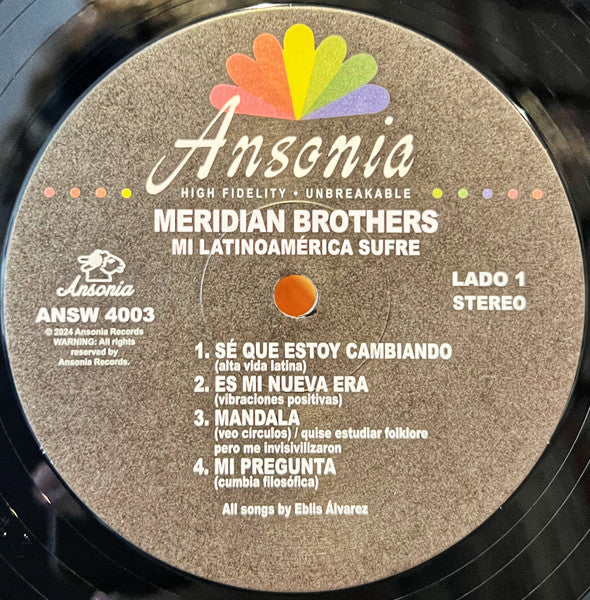 Ansonia
HIGH FIDELITY • UNBREAKABLE
MERIDIAN BROTHERS
MI LATINOAMÉRICA SUFRE
Ansonia
ANSW 4003
© 2024 Ansonia Records
WARNING: All rights
reserved by
Ansonia Records.
LADO 1
STEREO
1. SÉ QUE ESTOY CAMBIANDO
(alta vida latina)
2. ES MI NUEVA ERA
(vibraciones positivas)
3. MANDALA
(veo círculos) / quise estudiar folklore
pero me invisivilizaron
4. MI PREGUNTA
(cumbia filosófica)
All songs by Eblis Álvarez